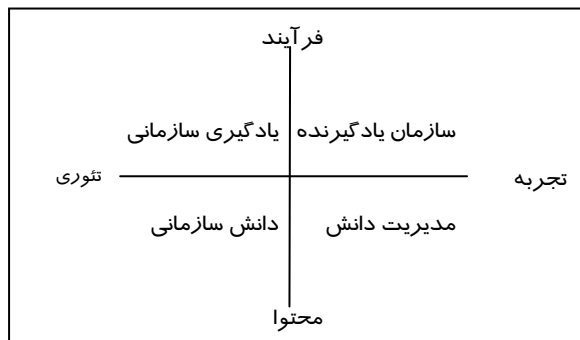 فرآیند
سازمان یادگیرنده
یادگیری سازمانی
تجربه
تئوری
مدیریت دانش
دانش سازمانی
محتوا